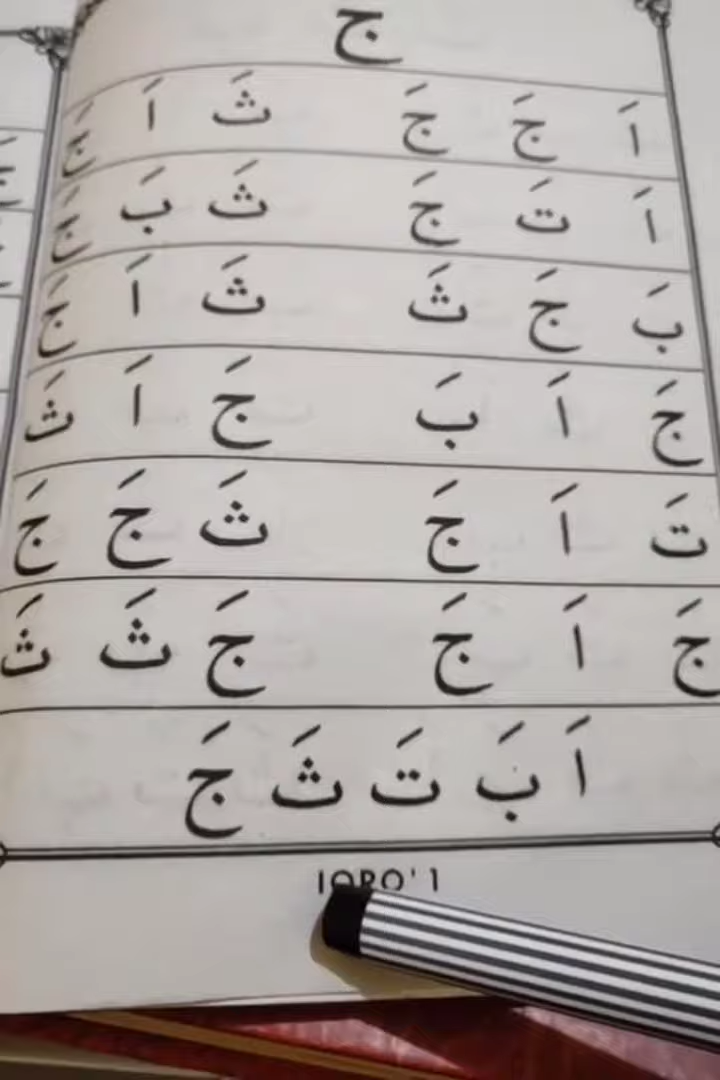 ج
اَ جَ جَ ثَ اَ جَ
اَ تَ جَ ثَ بَ جَ
بَ جَ ثَ ثَ اَ جَ
جَ اَ بَ جَ اَ ثَ
تَ اَ جَ ثَ جَ جَ
جَ اَ جَ جَ ثَ ثَ
اَ بَ تَ ثَ جَ
IQRO' 1